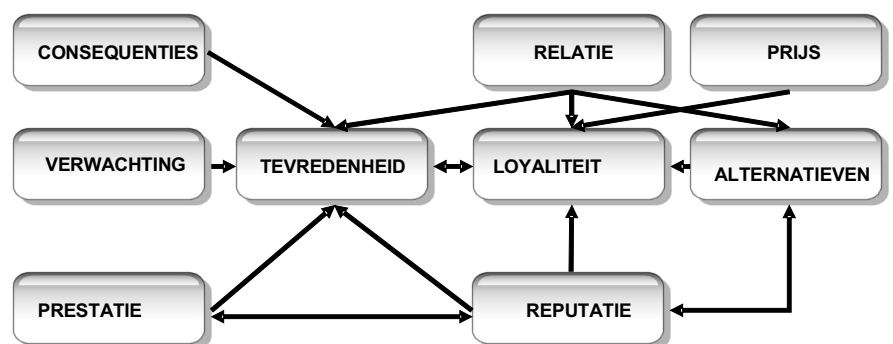 CONSEQUENTIES
RELATIE
PRIJS
VERWACHTING
TEVREDENHEID
LOYALITEIT
ALTERNATIEVEN
PRESTATIE
REPUTATIE